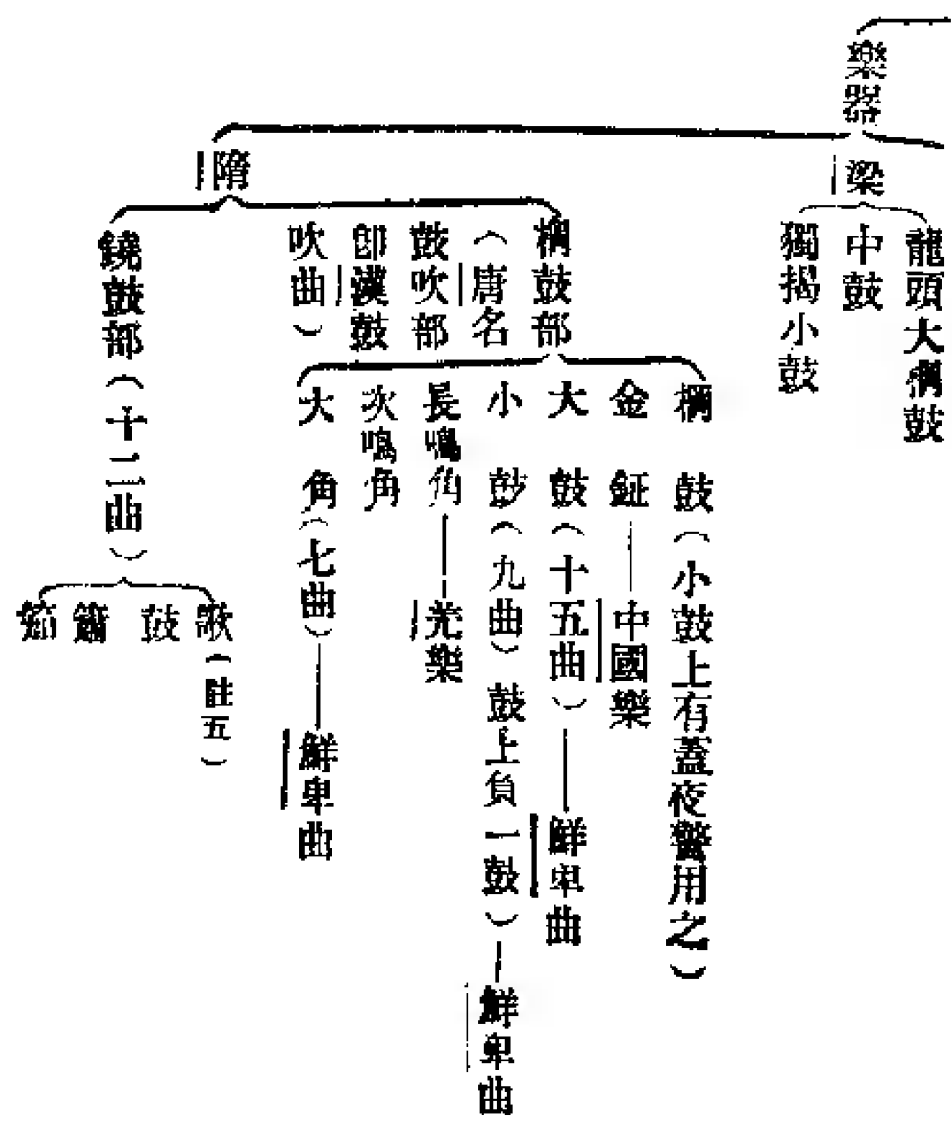 樂器
梁
龍頭大棡鼓
中鼓
獨揭小鼓
隋
棡鼓部
(唐名
鼓吹部
卽漢鼓
吹曲)
棡鼓(小鼓上有蓋夜警用之)
金鉦——中國樂
大鼓(十五曲)——鮮卑曲
小鼓(九曲)鼓上負一鼓)—鮮卑曲
長鳴角——羌樂
次鳴角
大角(七曲)——鮮卑曲
鐃鼓部(十二曲)
歌(註五)
鼓
簫
笳